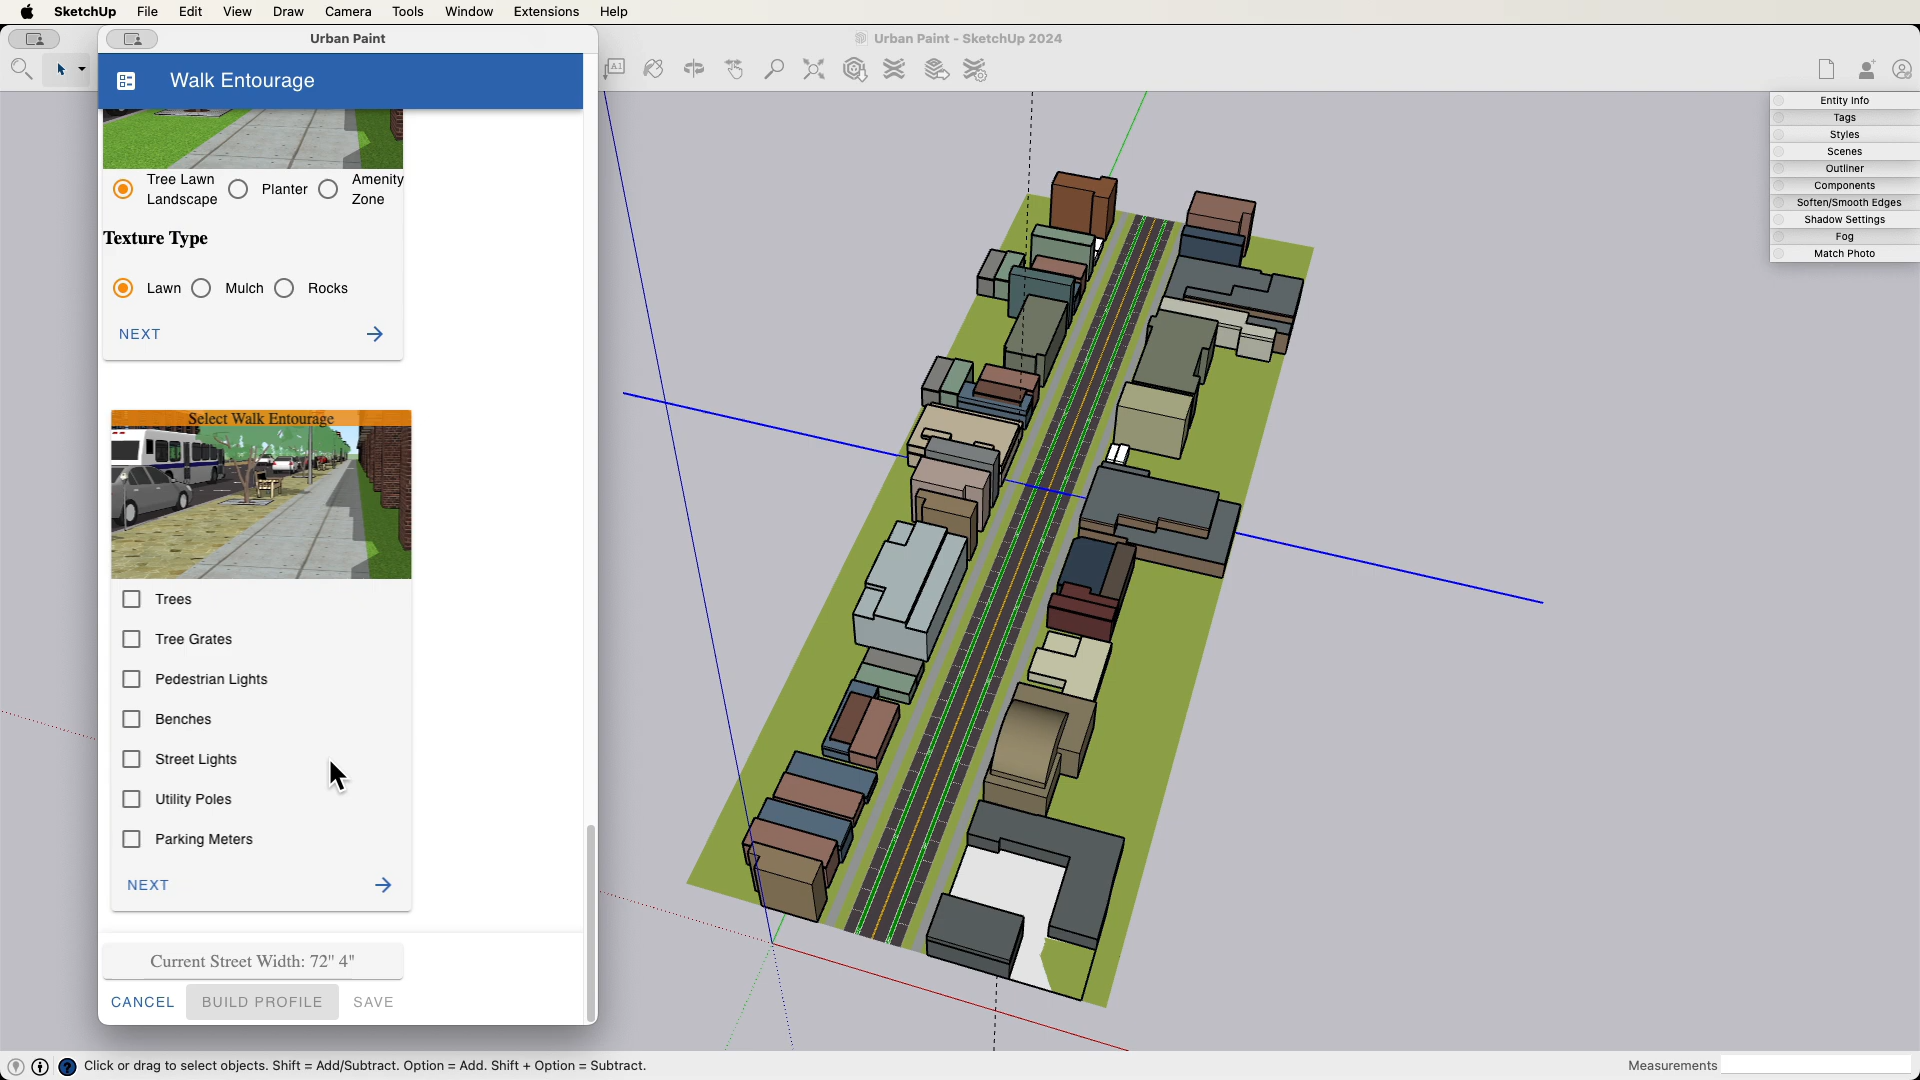 SketchUp File Edit View Draw Camera Tools Window Extensions Help
Urban Paint
Urban Paint - SketchUp 2024
Walk Entourage
A1
Tree Lawn
Landscape
Planter
Amenity
Zone
Texture Type
Lawn
Mulch
Rocks
NEXT
Select Walk Entourage
Trees
Tree Grates
Pedestrian Lights
Benches
Street Lights
Utility Poles
Parking Meters
NEXT
Current Street Width: 72" 4"
CANCEL
BUILD PROFILE
SAVE
Entity Info
Tags
Styles
Scenes
Outliner
Components
Soften/Smooth Edges
Shadow Settings
Fog
Match Photo
Click or drag to select objects. Shift = Add/Subtract. Option = Add. Shift + Option = Subtract.
Measurements